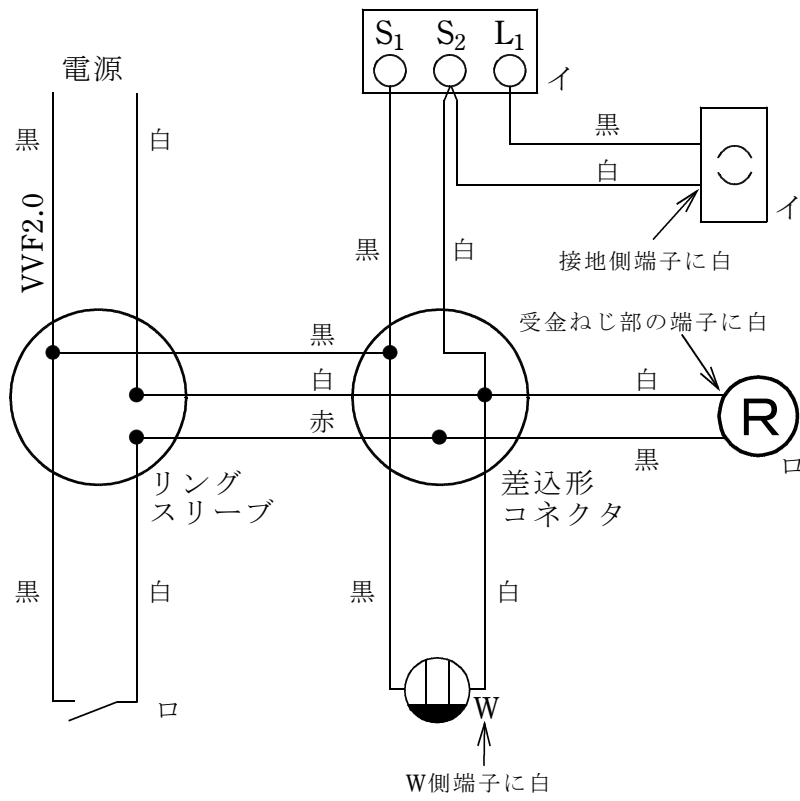 S₁ S₂ L₁
イ
電源
黒
白
黒
白
イ
VVF2.0
黒
白
接地側端子に白
受金ねじ部の端子に白
黒
白
白
赤
R
黒
ロ
リング
スリーブ
差込形
コネクタ
黒
白
黒
白
ロ
W
W側端子に白